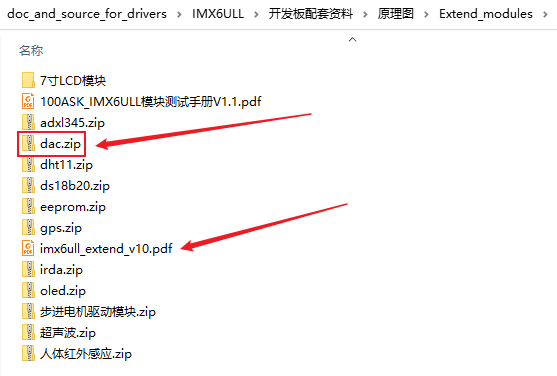 doc_and_source_for_drivers > IMX6ULL > 开发板配套资料 > 原理图 > Extend_modules >
名称
7寸LCD模块
100ASK_IMX6ULL模块测试手册V1.1.pdf
adxl345.zip
dac.zip
dht11.zip
ds18b20.zip
eeprom.zip
gps.zip
imx6ull_extend_v10.pdf
irda.zip
oled.zip
步进电机驱动模块.zip
超声波.zip
人体红外感应.zip